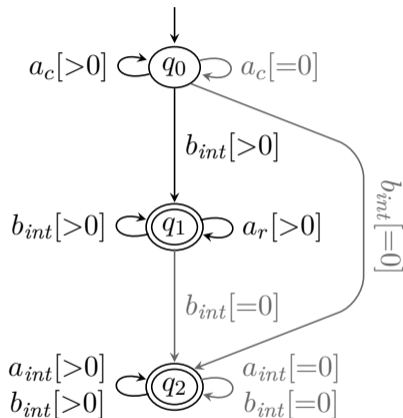 a_c[>0] q_0 a_c[=0]
b_int[>0]
b_int[=0]
b_int[>0] q_1 a_r[>0]
b_int[=0]
a_int[>0] a_int[=0]
q_2
b_int[>0] b_int[=0]